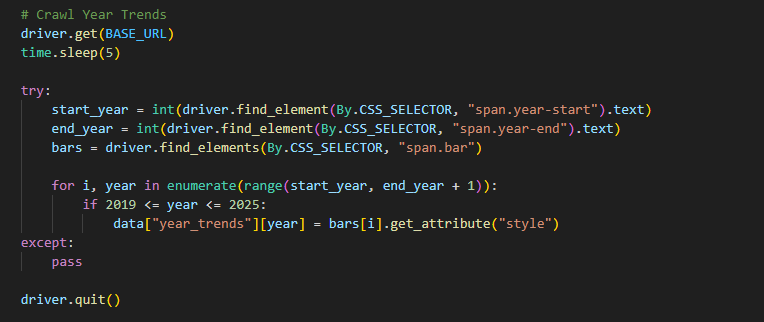 # Crawl Year Trends
driver.get(BASE_URL)
time.sleep(5)

try:
    start_year = int(driver.find_element(By.CSS_SELECTOR, "span.year-start").text)
    end_year = int(driver.find_element(By.CSS_SELECTOR, "span.year-end").text)
    bars = driver.find_elements(By.CSS_SELECTOR, "span.bar")

    for i, year in enumerate(range(start_year, end_year + 1)):
        if 2019 <= year <= 2025:
            data["year_trends"][year] = bars[i].get_attribute("style")
except:
    pass

driver.quit()